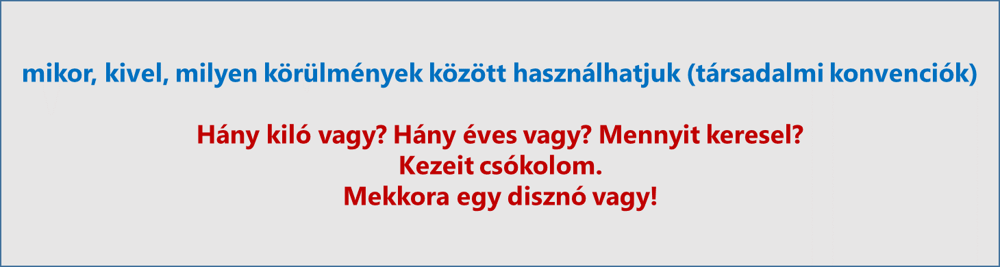 mikor, kivel, milyen körülmények között használhatjuk (társadalmi konvenciók)
Hány kiló vagy? Hány éves vagy? Mennyit keresel?
Kezeit csókolom.
Mekkora egy disznó vagy!